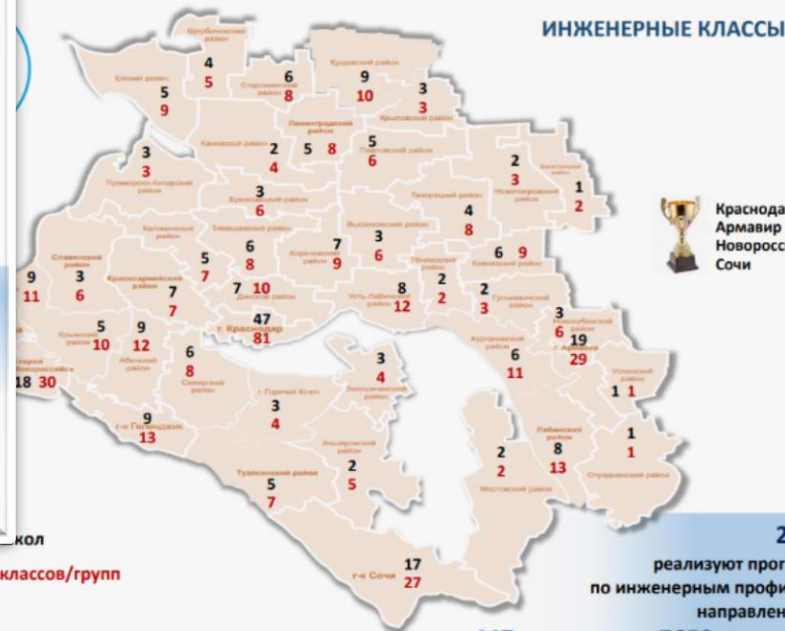 ИНЖЕНЕРНЫЕ КЛАССЫ
Щербиновский
район
4
5
Ейский район
5
9
Староминский
район
6
8
Кущевский район
9
10
3
3
Крыловский район
Ленинградский
район
5 8
Каневской район
2
4
5
Павловский район
6
3
3
Приморско-Ахтарский
район
3
Брюховецкий район
6
2
3
Новопокровский
район
Белоглинский
район
1
2
Тихорецкий район
4
8
Калининский
район
5
7
Тимашевский район
6
8
Кореновский
район
7
9
Выселковский район
3
6
Тбилисский
район
2
2
6 9
Кавказский район
Славянский
район
3
6
Красноармейский
район
7
7
7 10
Динской район
Усть-Лабинский
район
8
12
2
3
Гулькевичский
район
9
11
Крымский
район
5
10
9
12
Абинский
район
47
г. Краснодар
81
3
6
Новокубанский
район
19
г. Армавир
29
Курганинский
район
6
11
Успенский
район
1 1
18 30
6
8
Северский
район
г. Горячий Ключ
3
4
3
4
Белореченский
район
9
г-к Геленджик
13
Апшеронский
район
2
5
Туапсинский район
5
7
2
2
Мостовский район
Лабинский
район
8
13
1
1
Отрадненский район
17
г-к Сочи
27
Краснода
Армавир
Новоросс
Сочи
кол
классов/групп
2
реализуют прог
по инженерным профи
направлен